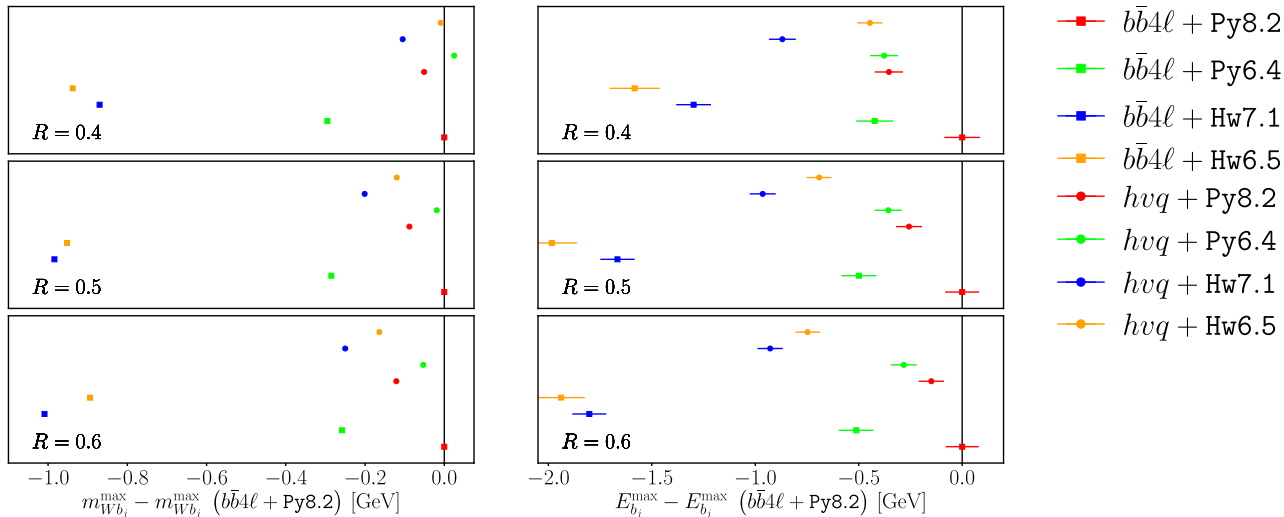 R = 0.4
R = 0.5
R = 0.6
−1.0 −0.8 −0.6 −0.4 −0.2 0.0
m_{Wb_j}^{max} − m_{Wb_j}^{max} (bb̄4ℓ + Py8.2) [GeV]
R = 0.4
R = 0.5
R = 0.6
−2.0 −1.5 −1.0 −0.5 0.0
E_{b_j}^{max} − E_{b_j}^{max} (bb̄4ℓ + Py8.2) [GeV]
bb̄4ℓ + Py8.2
bb̄4ℓ + Py6.4
bb̄4ℓ + Hw7.1
bb̄4ℓ + Hw6.5
hvq + Py8.2
hvq + Py6.4
hvq + Hw7.1
hvq + Hw6.5